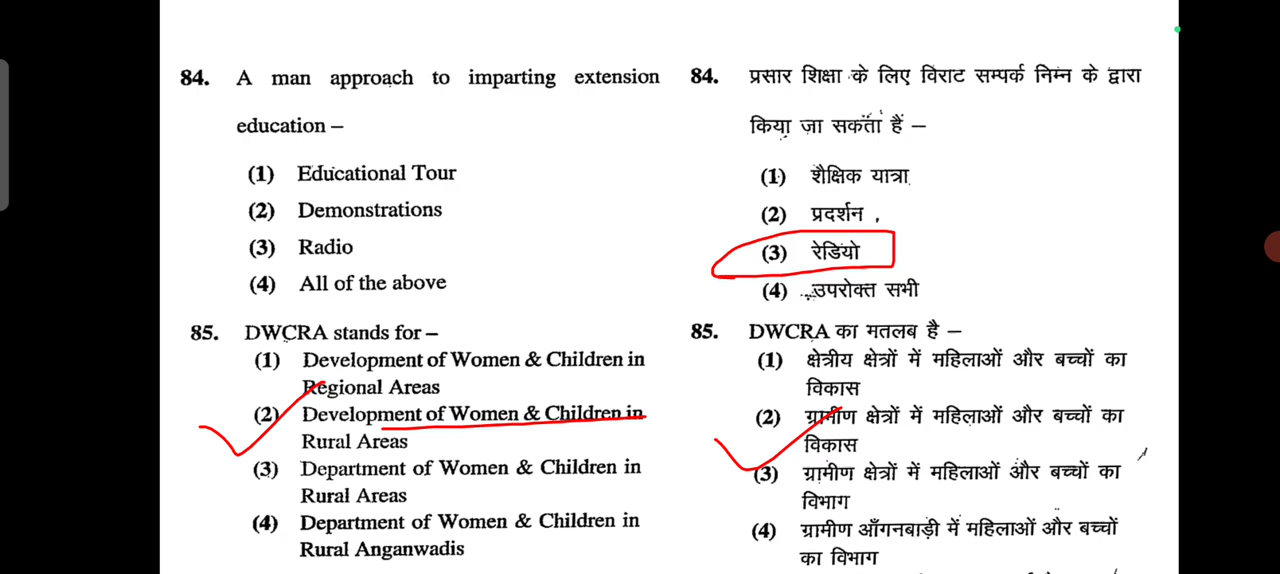 84. A man approach to imparting extension
education –
(1) Educational Tour
(2) Demonstrations
(3) Radio
(4) All of the above
85. DWCRA stands for –
(1) Development of Women & Children in
Regional Areas
(2) Development of Women & Children in
Rural Areas
(3) Department of Women & Children in
Rural Areas
(4) Department of Women & Children in
Rural Anganwadis
84. प्रसार शिक्षा के लिए विराट सम्पर्क निम्न के द्वारा
किया जा सकता हैं –
(1) शैक्षिक यात्रा
(2) प्रदर्शन
(3) रेडियो
(4) उपरोक्त सभी
85. DWCRA का मतलब है –
(1) क्षेत्रीय क्षेत्रों में महिलाओं और बच्चों का
विकास
(2) ग्रामीण क्षेत्रों में महिलाओं और बच्चों का
विकास
(3) ग्रामीण क्षेत्रों में महिलाओं और बच्चों का
विभाग
(4) ग्रामीण आँगनबाड़ी में महिलाओं और बच्चों
का विभाग